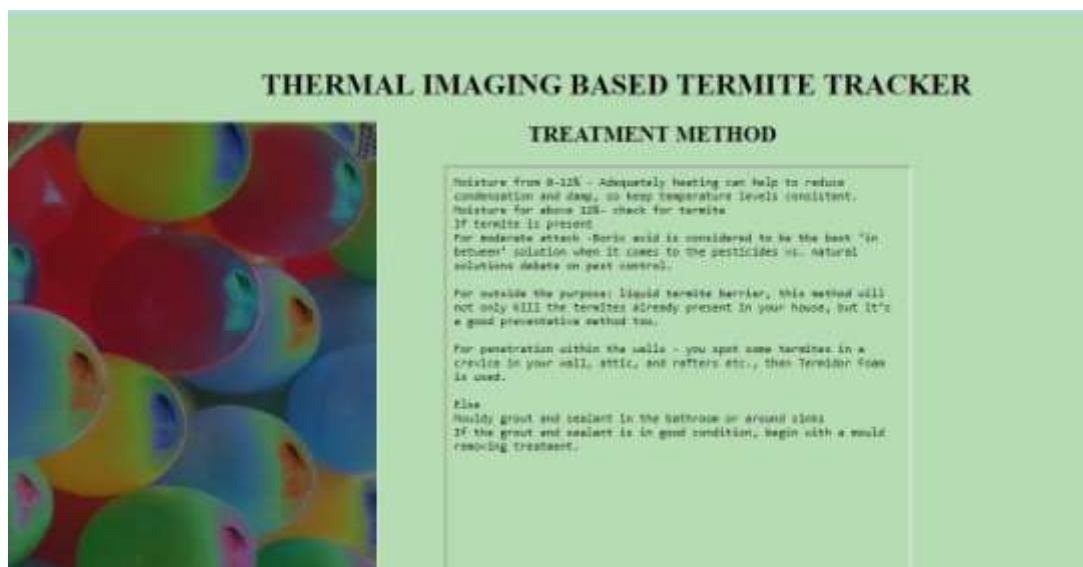 THERMAL IMAGING BASED TERMITE TRACKER
TREATMENT METHOD
Moisture from 0-12% - Adequately heating can help to reduce
condensation and damp, so keep temperature levels consistent.
Moisture for above 12%- check for termite
If termite is present
For moderate attack -Boric acid is considered to be the best 'in
between' solution when it comes to the pesticides vs. natural
solutions debate on pest control.
For outside the purpose: liquid termite barrier, this method will
not only kill the termites already present in your house, but it's
a good preventative method too.
For penetration within the walls - you spot some termites in a
crevice in your wall, attic, and rafters etc., then Termidor Foam
is used.
Else
Mouldy grout and sealant in the bathroom or around sinks
If the grout and sealant is in good condition, begin with a mould
removing treatment.